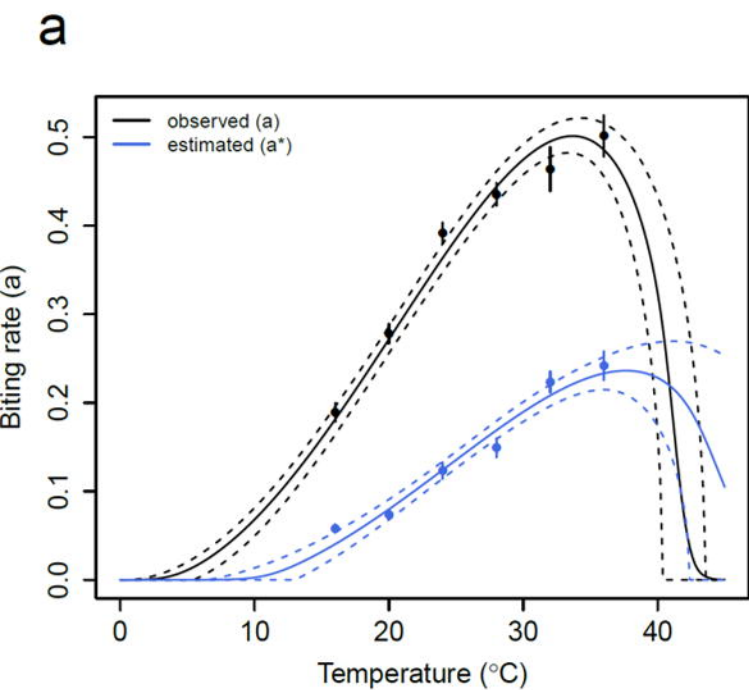 a
observed (a)
estimated (a*)
Biting rate (a)
0.5
0.4
0.3
0.2
0.1
0.0
0 10 20 30 40
Temperature (°C)